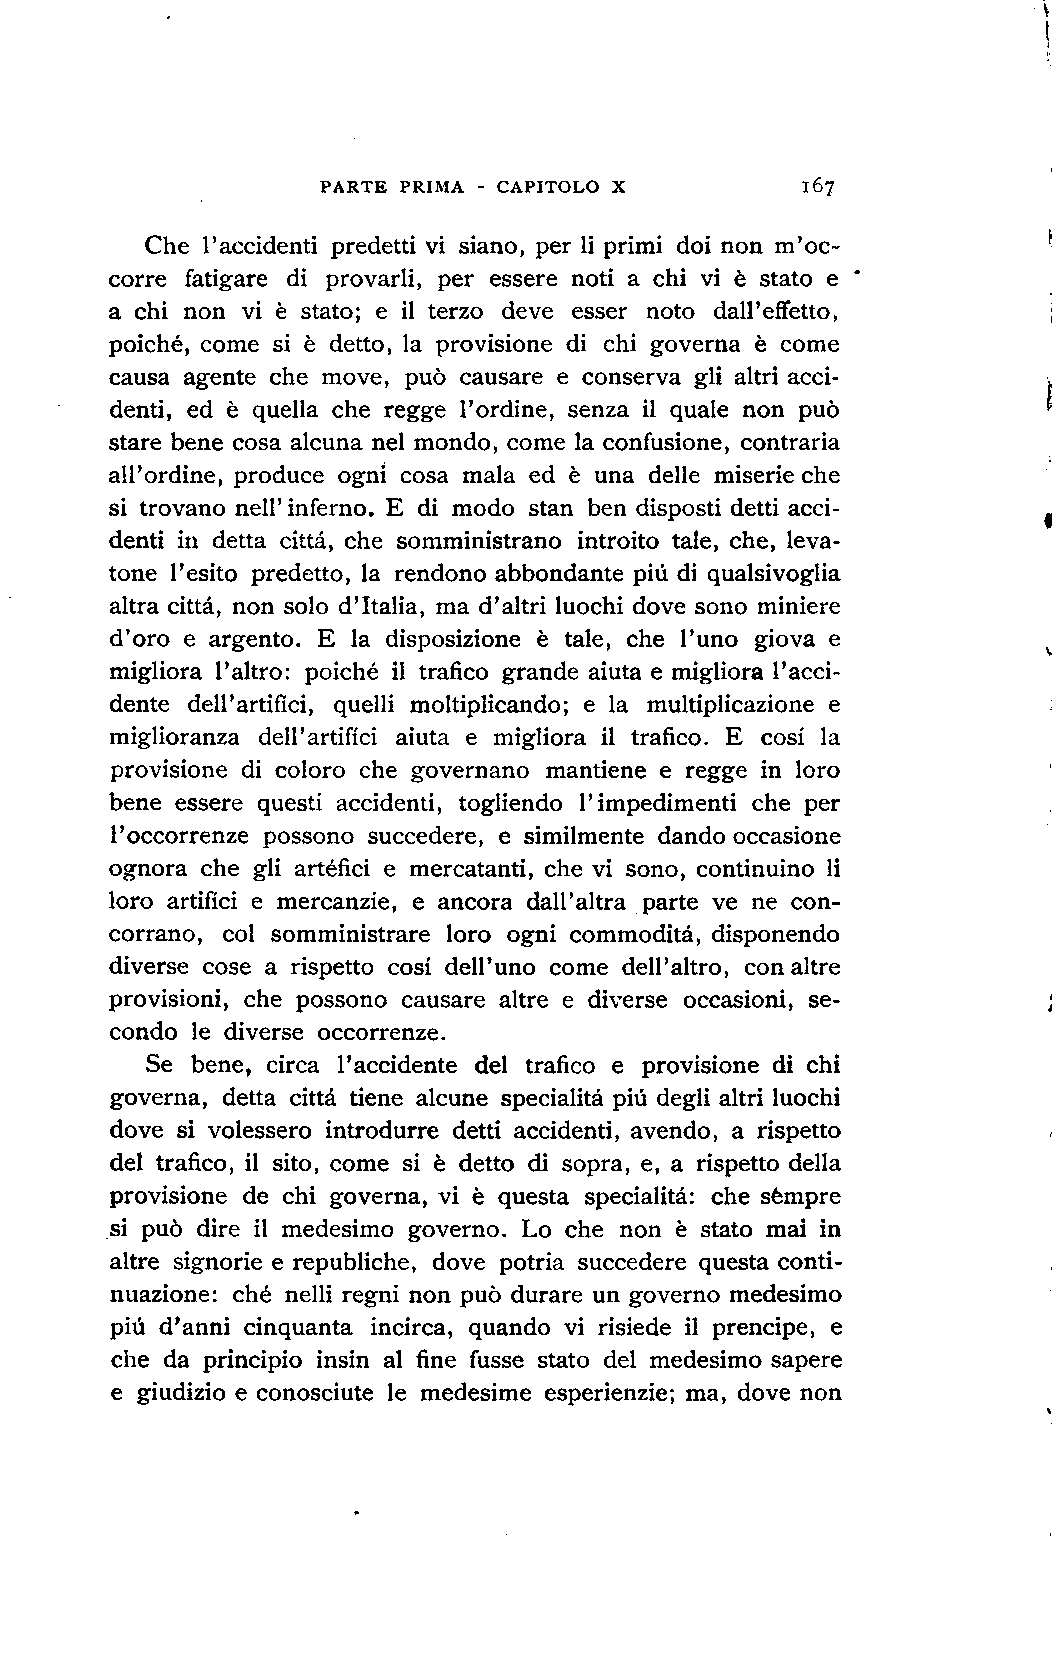 PARTE PRIMA - CAPITOLO X 167
Che l'accidenti predetti vi siano, per li primi doi non m'oc-
corre fatigare di provarli, per essere noti a chi vi è stato e
a chi non vi è stato; e il terzo deve esser noto dall'effetto,
poiché, come si è detto, la provisione di chi governa è come
causa agente che move, può causare e conserva gli altri acci-
denti, ed è quella che regge l'ordine, senza il quale non può
stare bene cosa alcuna nel mondo, come la confusione, contraria
all'ordine, produce ogni cosa mala ed è una delle miserie che
si trovano nell'inferno. E di modo stan ben disposti detti acci-
denti in detta cittá, che somministrano introito tale, che, leva-
tone l'esito predetto, la rendono abbondante piú di qualsivoglia
altra cittá, non solo d'Italia, ma d'altri luochi dove sono miniere
d'oro e argento. E la disposizione è tale, che l'uno giova e
migliora l'altro: poiché il trafico grande aiuta e migliora l'acci-
dente dell'artifici, quelli moltiplicando; e la multiplicazione e
miglioranza dell'artifíci aiuta e migliora il trafico. E cosí la
provisione di coloro che governano mantiene e regge in loro
bene essere questi accidenti, togliendo l'impedimenti che per
l'occorrenze possono succedere, e similmente dando occasione
ognora che gli artéfici e mercatanti, che vi sono, continuino li
loro artifíci e mercanzie, e ancora dall'altra parte ve ne con-
corrano, col somministrare loro ogni commoditá, disponendo
diverse cose a rispetto cosí dell'uno come dell'altro, con altre
provisioni, che possono causare altre e diverse occasioni, se-
condo le diverse occorrenze.
Se bene, circa l'accidente del trafico e provisione di chi
governa, detta cittá tiene alcune specialitá piú degli altri luochi
dove si volessero introdurre detti accidenti, avendo, a rispetto
del trafico, il sito, come si è detto di sopra, e, a rispetto della
provisione de chi governa, vi è questa specialitá: che sempre
si può dire il medesimo governo. Lo che non è stato mai in
altre signorie e republiche, dove potria succedere questa conti-
nuazione: ché nelli regni non può durare un governo medesimo
piú d'anni cinquanta incirca, quando vi risiede il prencipe, e
che da principio insin al fine fusse stato del medesimo sapere
e giudizio e conosciute le medesime esperienzie; ma, dove non